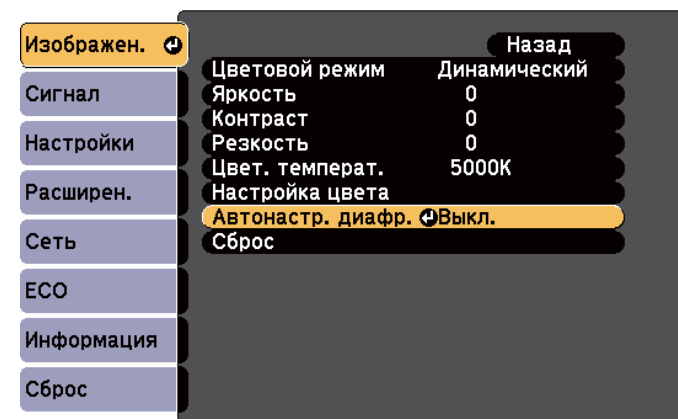 Изображен.
Сигнал
Настройки
Расширен.
Сеть
ECO
Информация
Сброс
Назад
Цветовой режим Динамический
Яркость 0
Контраст 0
Резкость 0
Цвет. температ. 5000K
Настройка цвета
Автонастр. диафр. Выкл.
Сброс